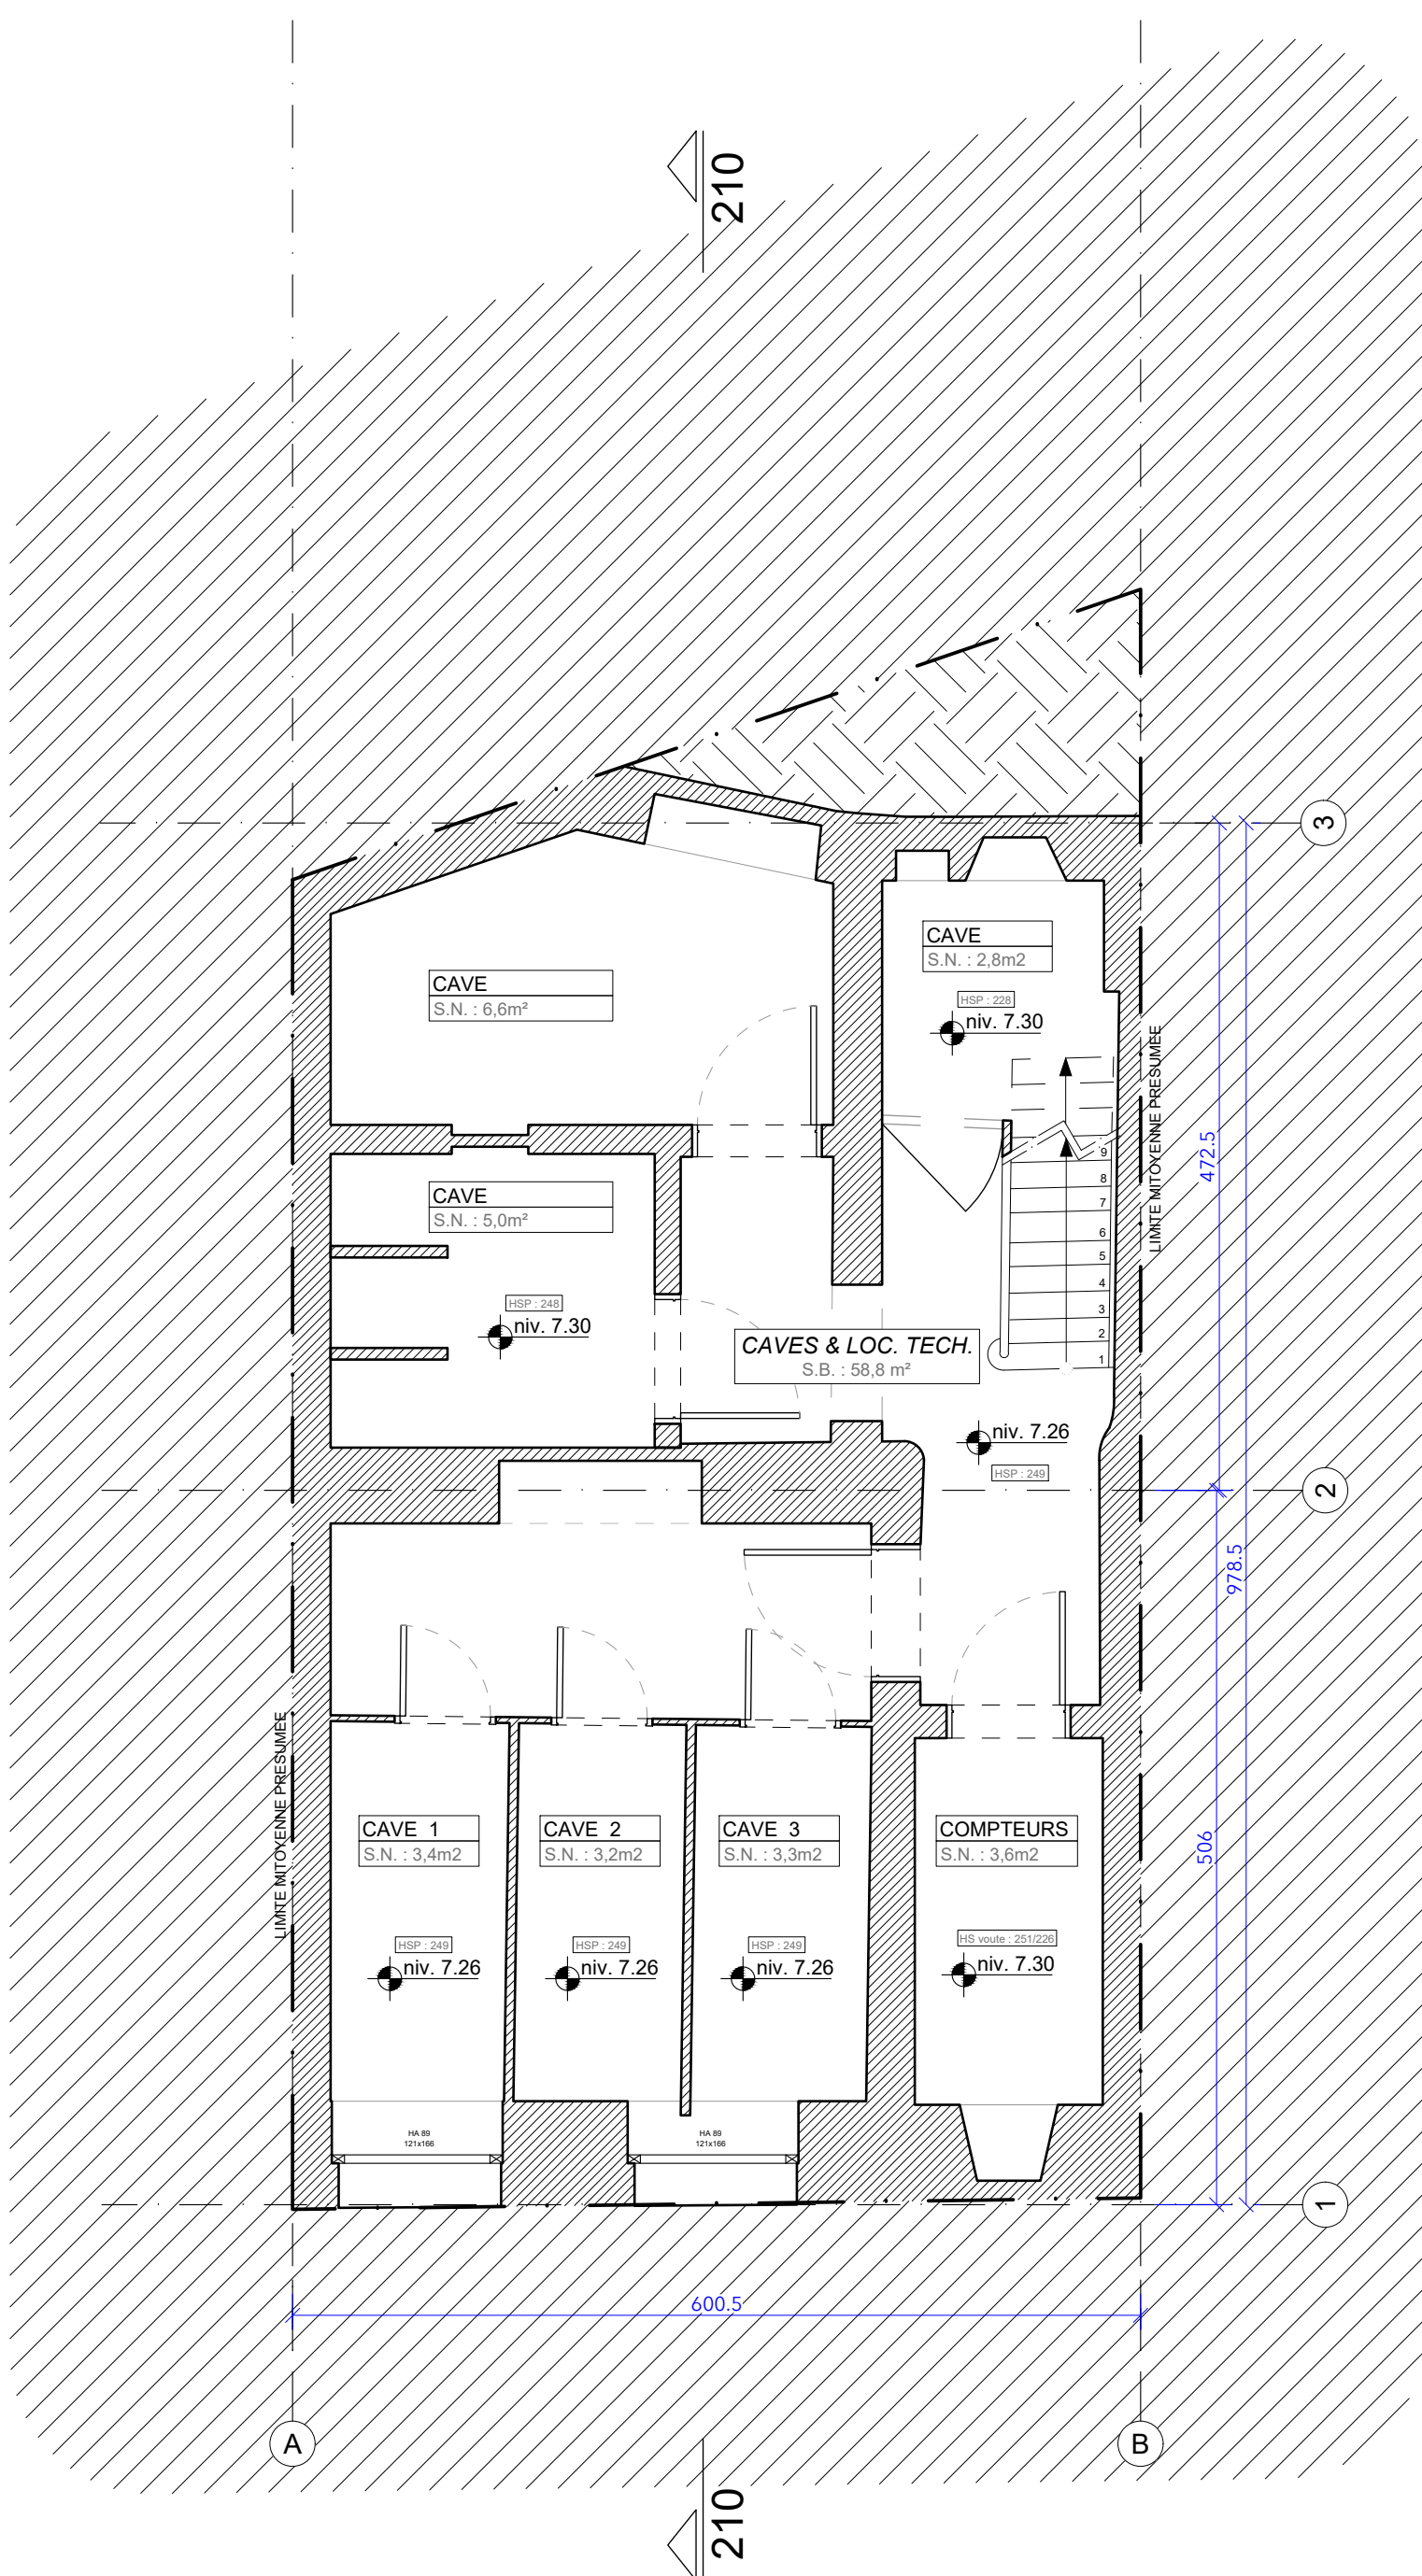 210
3
CAVE
S.N. : 2,8m2
HSP : 228
niv. 7.30
CAVE
S.N. : 6,6m²
LIMITE MITOYENNE PRESUMEE
472.5
9
8
7
6
5
4
3
2
1
CAVE
S.N. : 5,0m²
HSP : 248
niv. 7.30
CAVES & LOC. TECH.
S.B. : 58,8 m²
niv. 7.26
HSP : 249
2
978.5
LIMITE MITOYENNE PRESUMEE
CAVE 1
S.N. : 3,4m2
CAVE 2
S.N. : 3,2m2
CAVE 3
S.N. : 3,3m2
COMPTEURS
S.N. : 3,6m2
506
HSP : 249
niv. 7.26
HSP : 249
niv. 7.26
HSP : 249
niv. 7.26
HS voute : 251/226
niv. 7.30
HA 89
121x166
HA 89
121x166
1
600.5
A
B
210